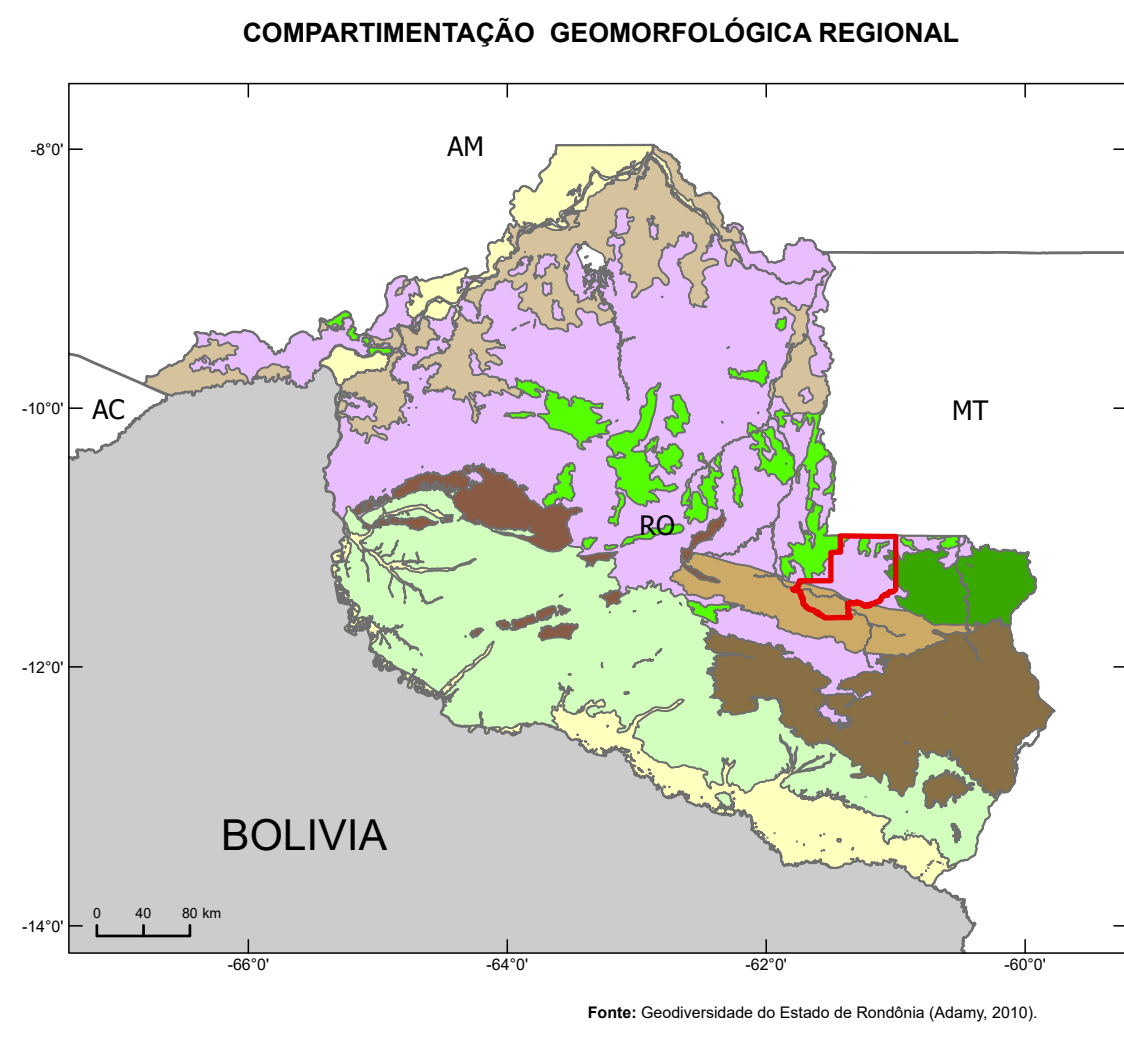 COMPARTIMENTAÇÃO GEOMORFOLÓGICA REGIONAL
-8°0'
AM
-10°0'
AC
MT
RO
-12°0'
BOLIVIA
0 40 80 km
-14°0'
-66°0' -64°0' -62°0' -60°0'
Fonte: Geodiversidade do Estado de Rondônia (Adamy, 2010).